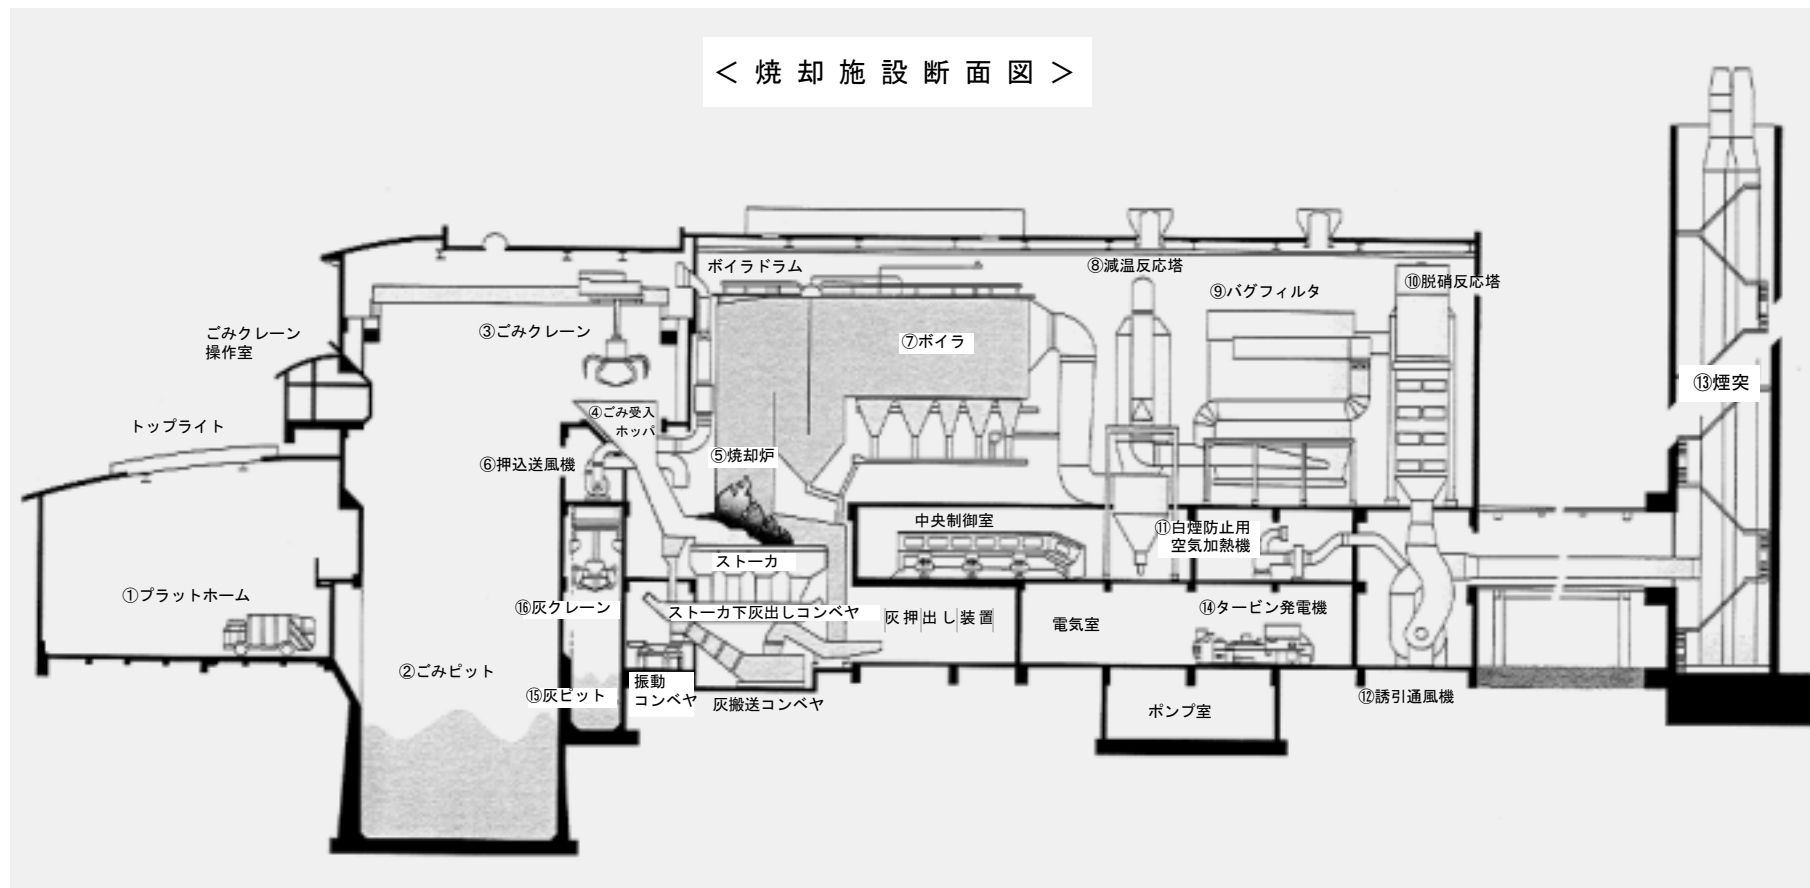 ＜焼却施設断面図＞
ボイラドラム
⑧減温反応塔
⑩脱硝反応塔
⑨バグフィルタ
ごみクレーン
操作室
③ごみクレーン
⑦ボイラ
⑬煙突
④ごみ受入
ホッパ
トップライト
⑤焼却炉
⑥押込送風機
中央制御室
⑪白煙防止用
空気加熱機
ストーカ
①プラットホーム
⑯灰クレーン
ストーカ下灰出しコンベヤ
灰押出し装置
電気室
⑭タービン発電機
②ごみピット
⑮灰ピット
振動
コンベヤ
灰搬送コンベヤ
ポンプ室
⑫誘引通風機